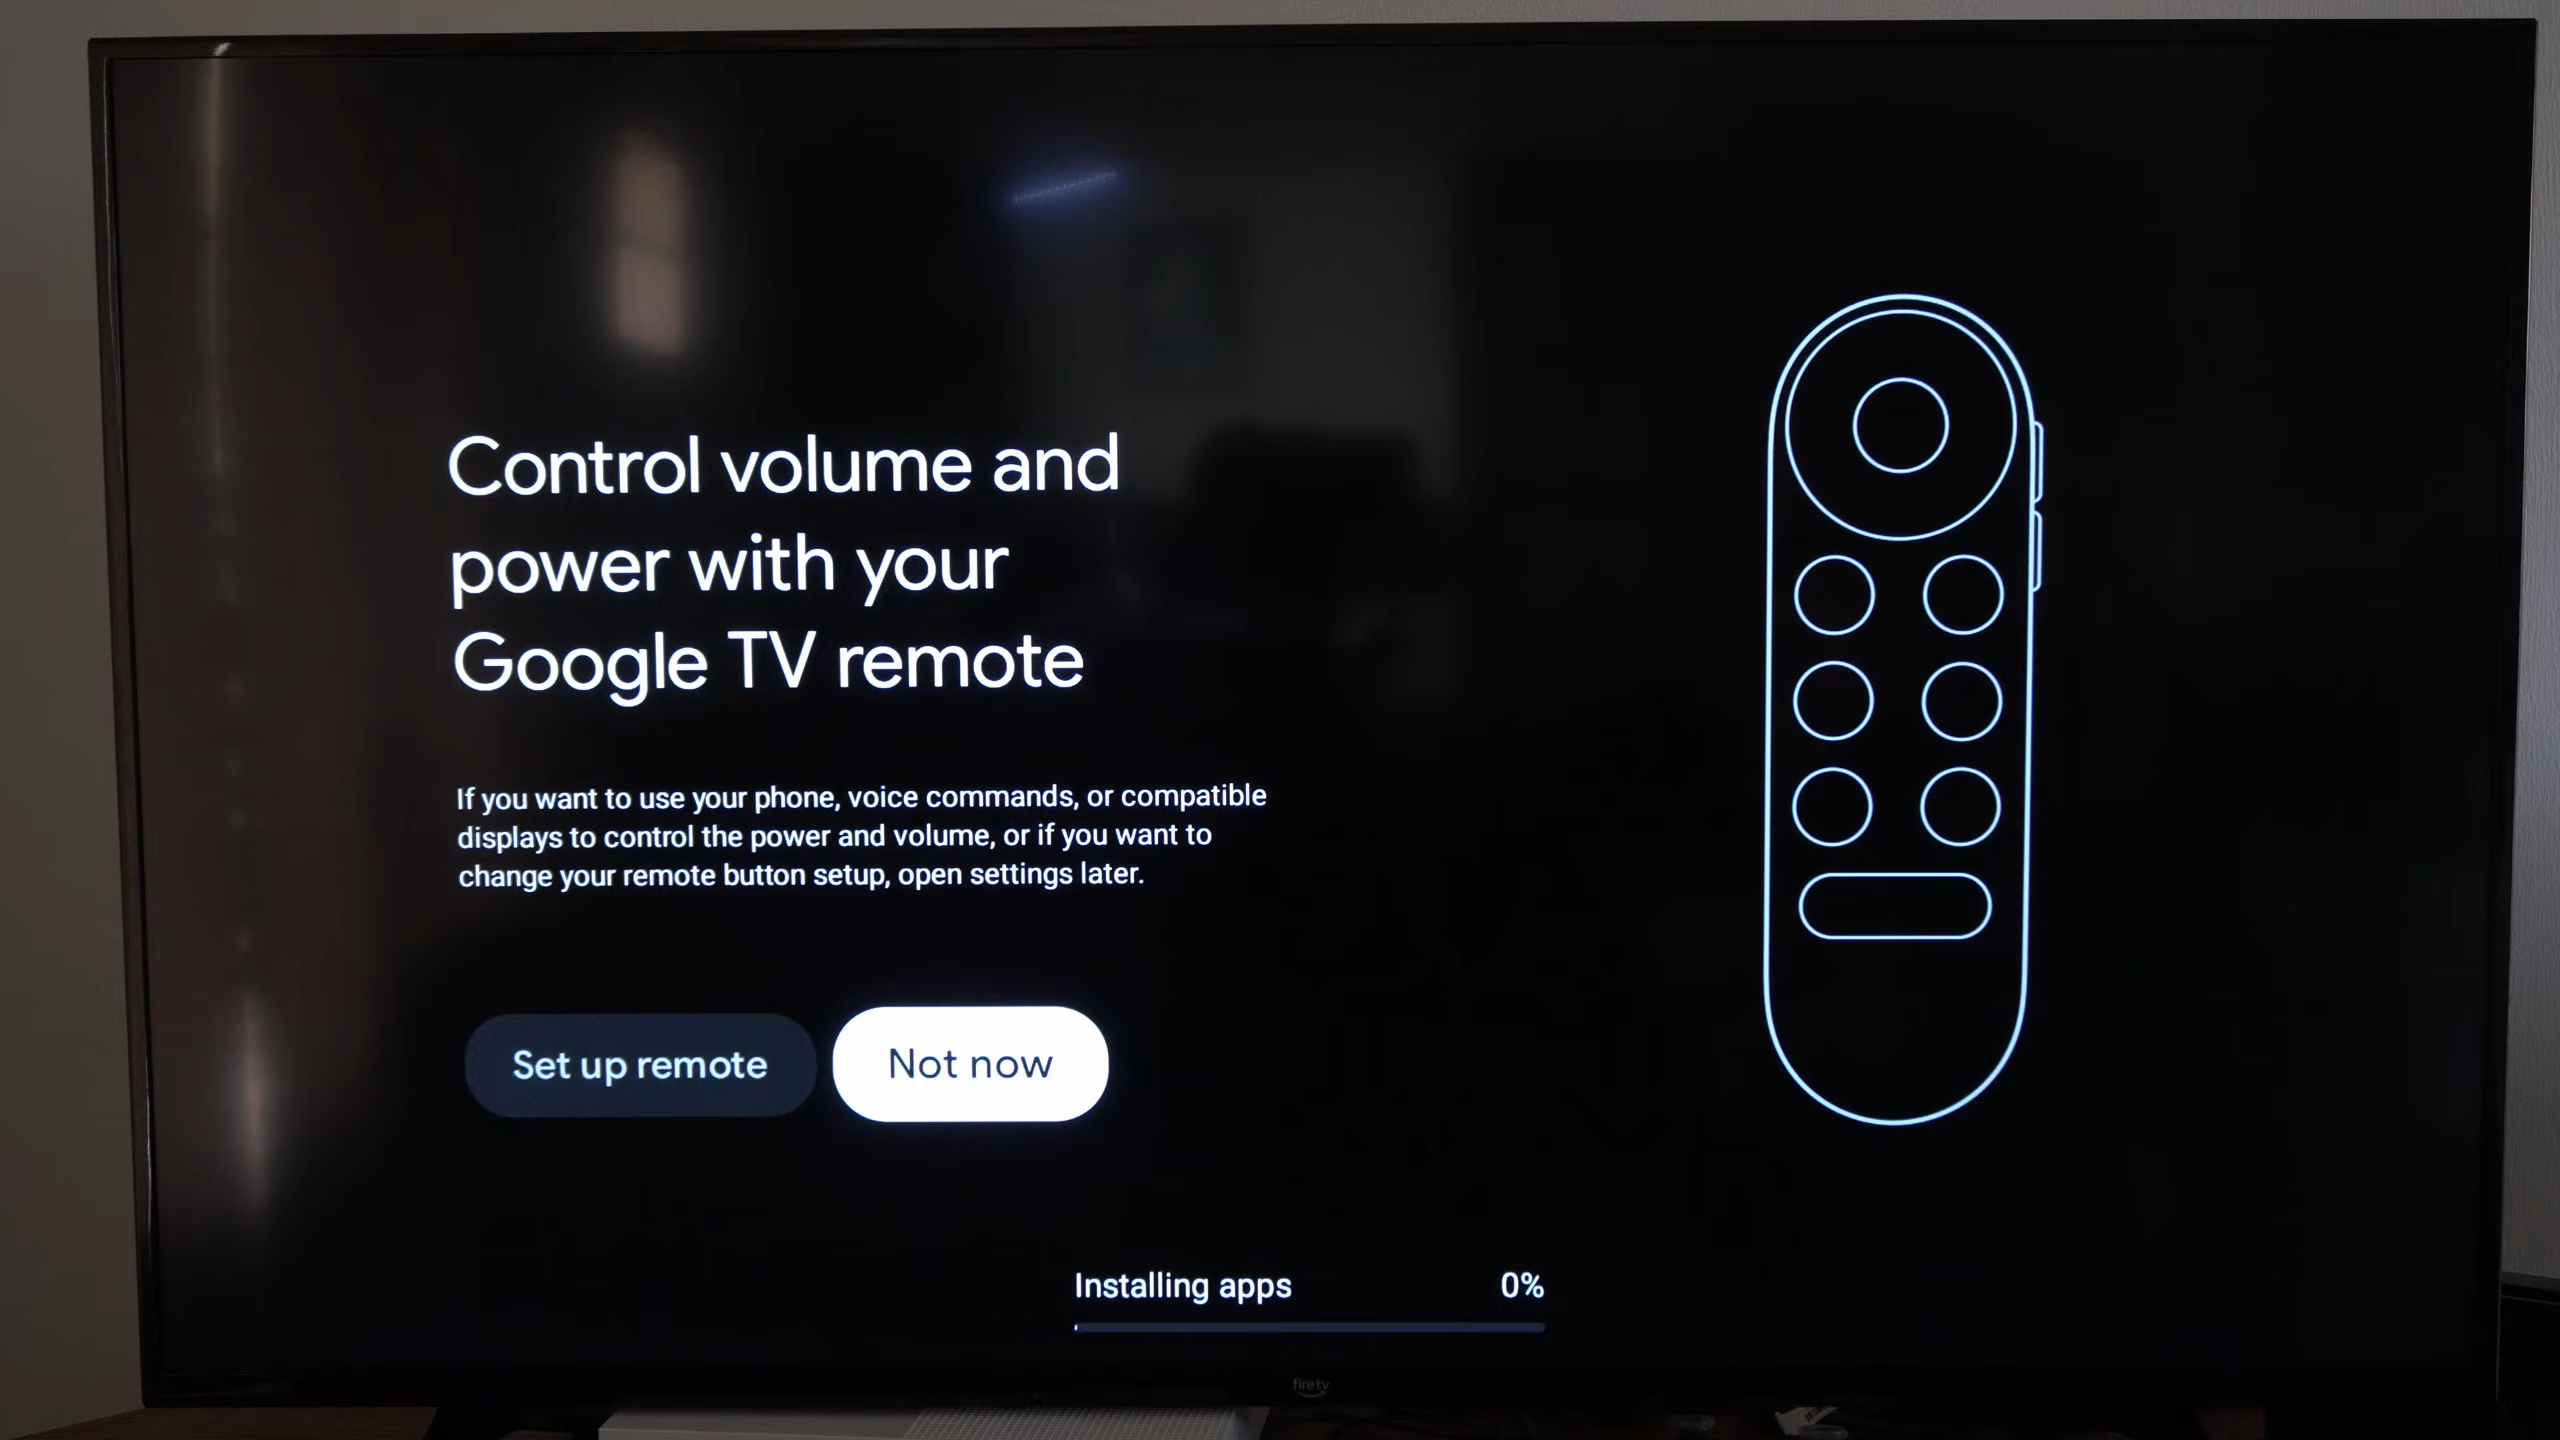 Control volume and
power with your
Google TV remote
If you want to use your phone, voice commands, or compatible
displays to control the power and volume, or if you want to
change your remote button setup, open settings later.
Set up remote
Not now
Installing apps 0%
fire tv